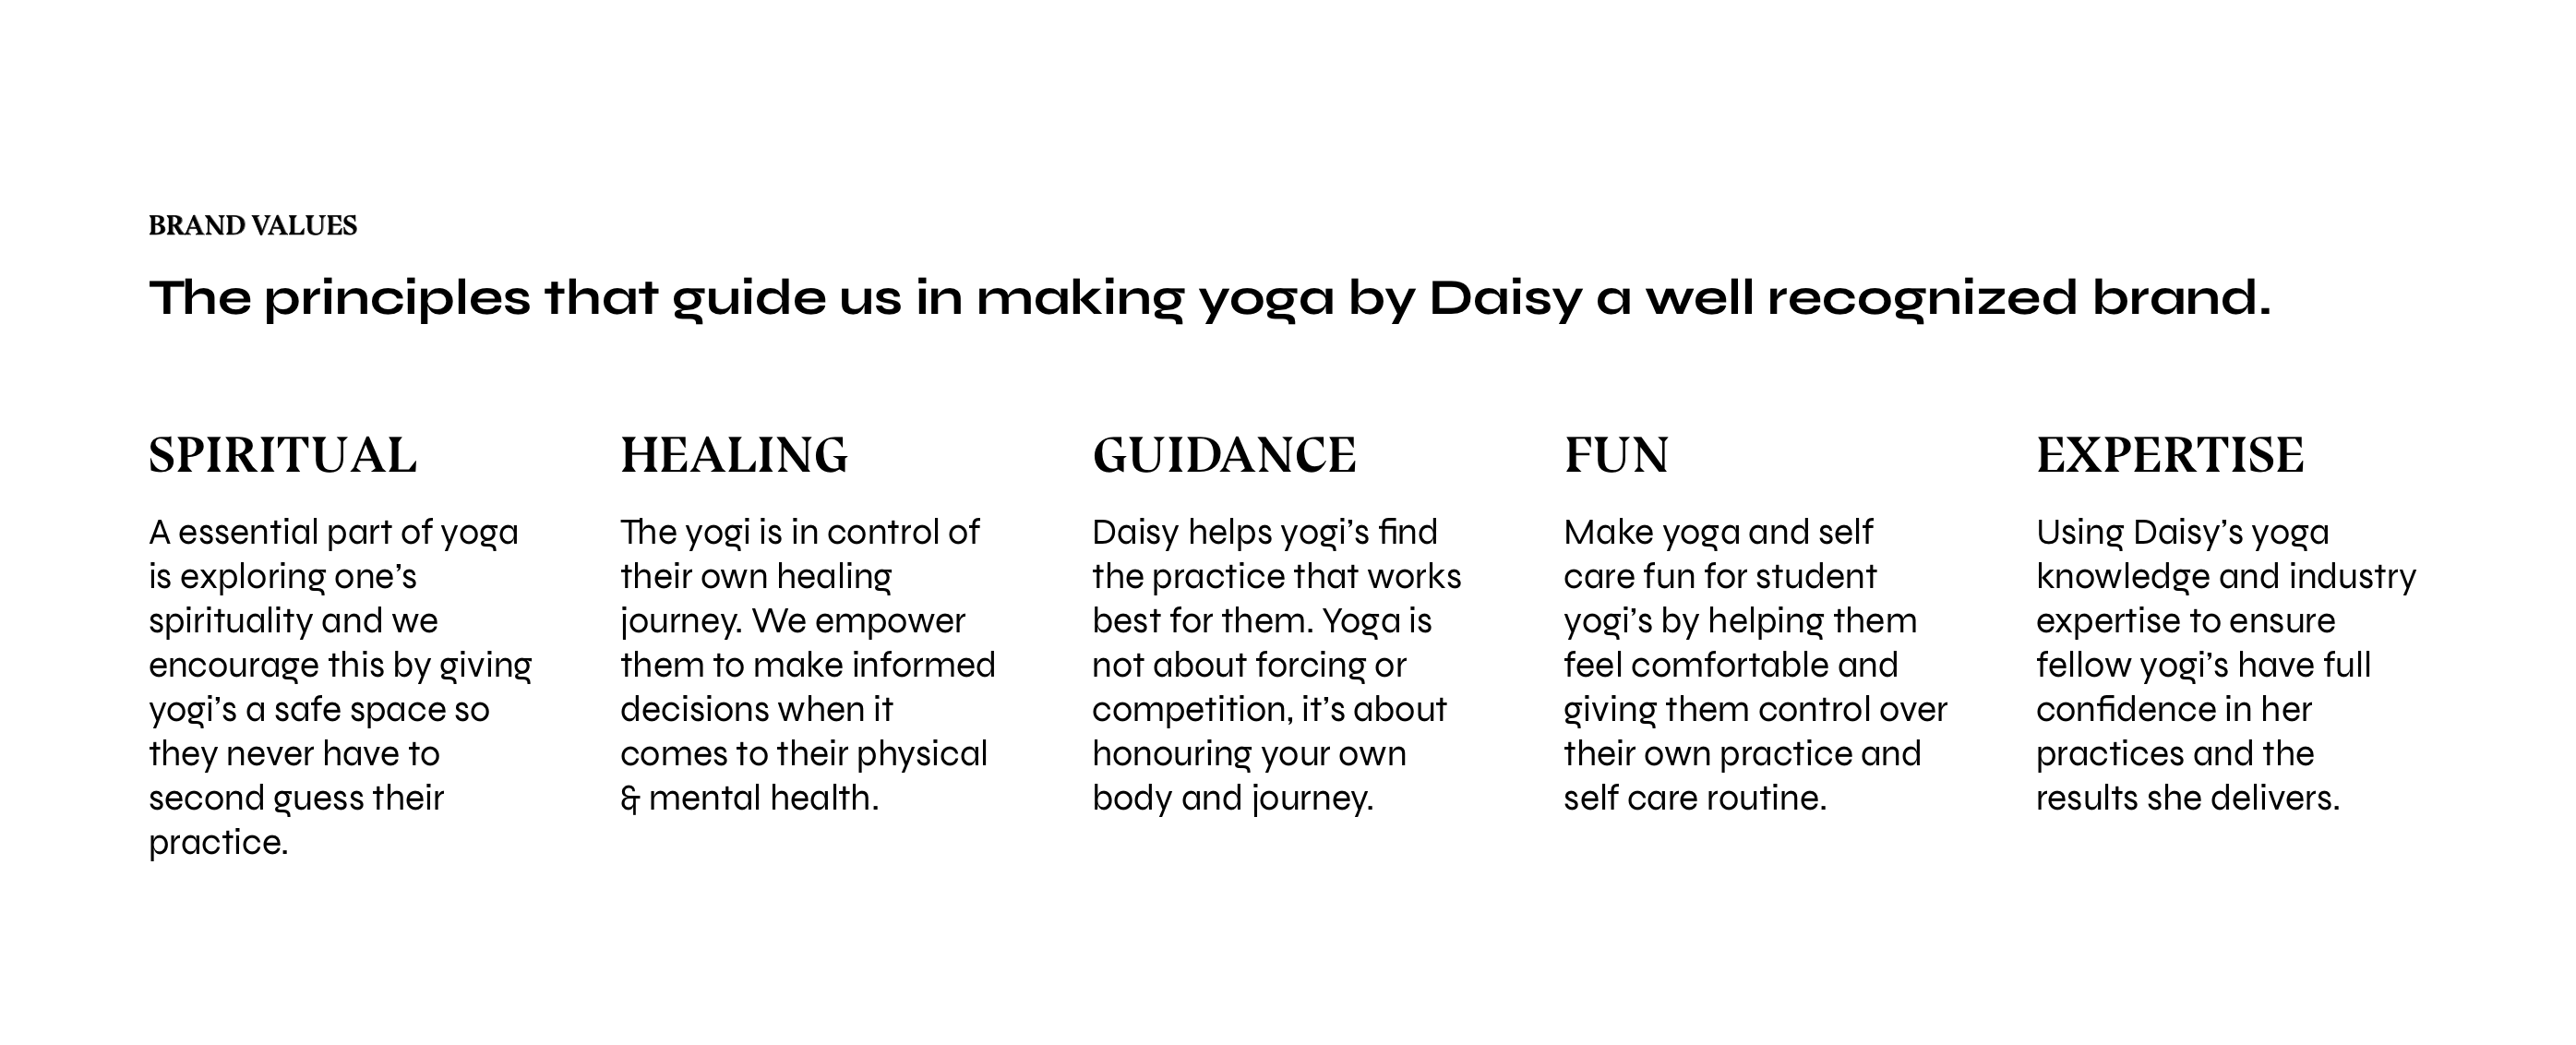 BRAND VALUES
The principles that guide us in making yoga by Daisy a well recognized brand.
SPIRITUAL
A essential part of yoga
is exploring one’s
spirituality and we
encourage this by giving
yogi’s a safe space so
they never have to
second guess their
practice.
HEALING
The yogi is in control of
their own healing
journey. We empower
them to make informed
decisions when it
comes to their physical
& mental health.
GUIDANCE
Daisy helps yogi’s find
the practice that works
best for them. Yoga is
not about forcing or
competition, it’s about
honouring your own
body and journey.
FUN
Make yoga and self
care fun for student
yogi’s by helping them
feel comfortable and
giving them control over
their own practice and
self care routine.
EXPERTISE
Using Daisy’s yoga
knowledge and industry
expertise to ensure
fellow yogi’s have full
confidence in her
practices and the
results she delivers.